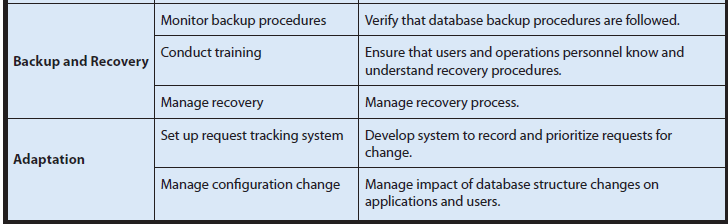 Monitor backup procedures
Verify that database backup procedures are followed.
Backup and Recovery
Conduct training
Ensure that users and operations personnel know and
understand recovery procedures.
Manage recovery
Manage recovery process.
Adaptation
Set up request tracking system
Develop system to record and prioritize requests for
change.
Manage configuration change
Manage impact of database structure changes on
applications and users.